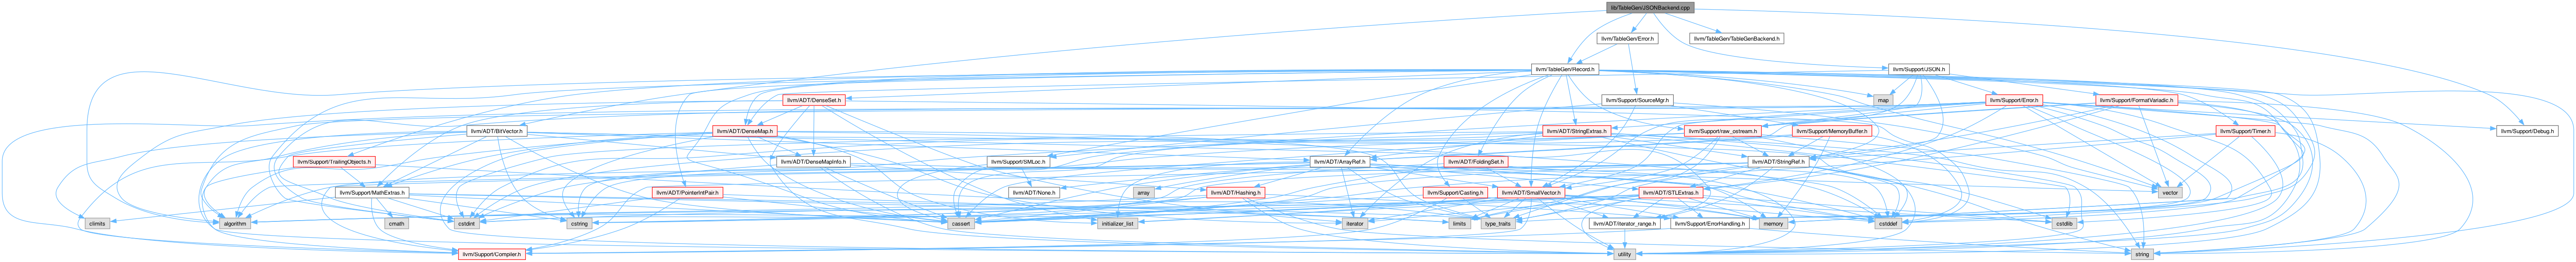 lib/TableGen/JSONBackend.cpp
llvm/TableGen/Error.h
llvm/TableGen/TableGenBackend.h
llvm/TableGen/Record.h
llvm/Support/JSON.h
llvm/ADT/DenseSet.h
llvm/Support/SourceMgr.h
map
llvm/Support/Error.h
llvm/Support/FormatVariadic.h
llvm/ADT/BitVector.h
llvm/ADT/DenseMap.h
llvm/ADT/StringExtras.h
llvm/Support/raw_ostream.h
llvm/Support/MemoryBuffer.h
llvm/Support/Timer.h
llvm/Support/Debug.h
llvm/Support/TrailingObjects.h
llvm/ADT/DenseMapInfo.h
llvm/Support/SMLoc.h
llvm/ADT/ArrayRef.h
llvm/ADT/FoldingSet.h
llvm/ADT/StringRef.h
llvm/Support/MathExtras.h
llvm/ADT/PointerIntPair.h
llvm/ADT/None.h
array
llvm/ADT/Hashing.h
llvm/Support/Casting.h
llvm/ADT/SmallVector.h
llvm/ADT/STLExtras.h
vector
climits
algorithm
cmath
cstdint
cstring
cassert
initializer_list
iterator
limits
type_traits
llvm/ADT/iterator_range.h
llvm/Support/ErrorHandling.h
memory
cstddef
cstdlib
llvm/Support/Compiler.h
utility
string